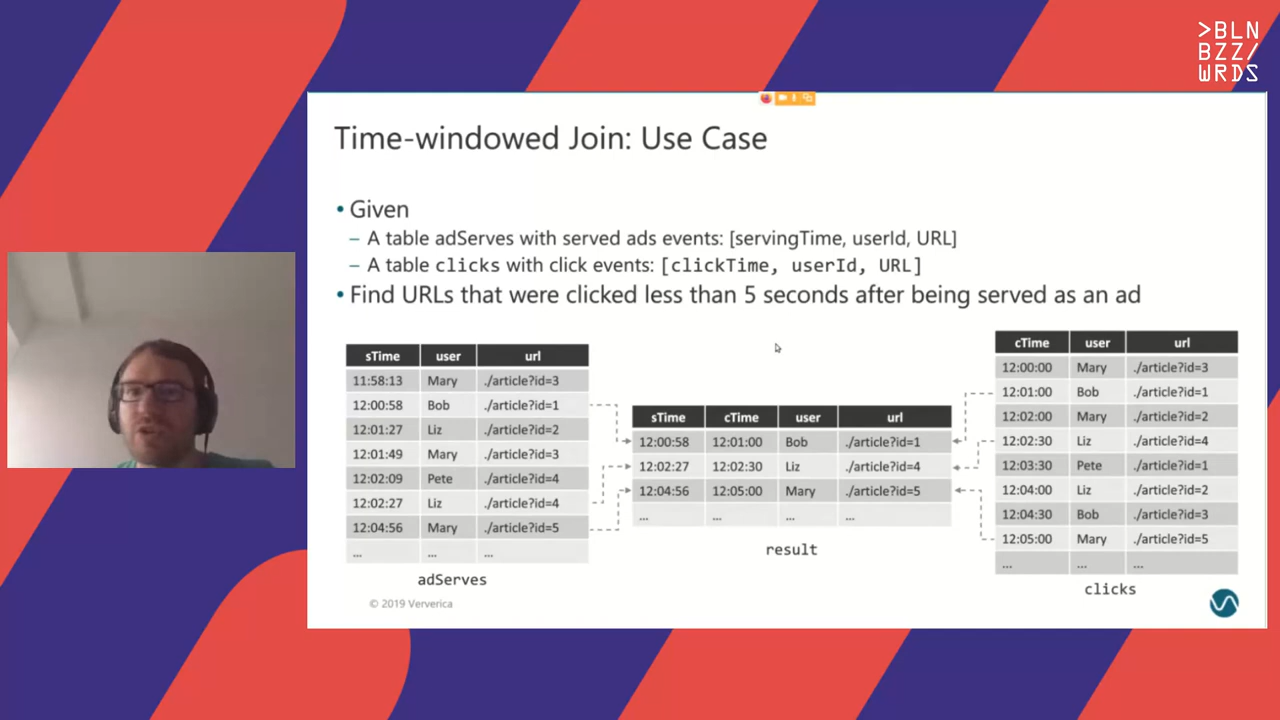 >BLN
BZZ/
WRDS
Time-windowed Join: Use Case
• Given
– A table adServes with served ads events: [servingTime, userId, URL]
– A table clicks with click events: [clickTime, userId, URL]
• Find URLs that were clicked less than 5 seconds after being served as an ad
sTime user url
11:58:13 Mary ./article?id=3
12:00:58 Bob ./article?id=1
12:01:27 Liz ./article?id=2
12:01:49 Mary ./article?id=3
12:02:09 Pete ./article?id=4
12:02:27 Liz ./article?id=4
12:04:56 Mary ./article?id=5
... ... ...
adServes
sTime cTime user url
12:00:58 12:01:00 Bob ./article?id=1
12:02:27 12:02:30 Liz ./article?id=4
12:04:56 12:05:00 Mary ./article?id=5
... ... ... ...
result
cTime user url
12:00:00 Mary ./article?id=3
12:01:00 Bob ./article?id=1
12:02:00 Mary ./article?id=2
12:02:30 Liz ./article?id=4
12:03:30 Pete ./article?id=1
12:04:00 Liz ./article?id=2
12:04:30 Bob ./article?id=3
12:05:00 Mary ./article?id=5
... ... ...
clicks
© 2019 Ververica